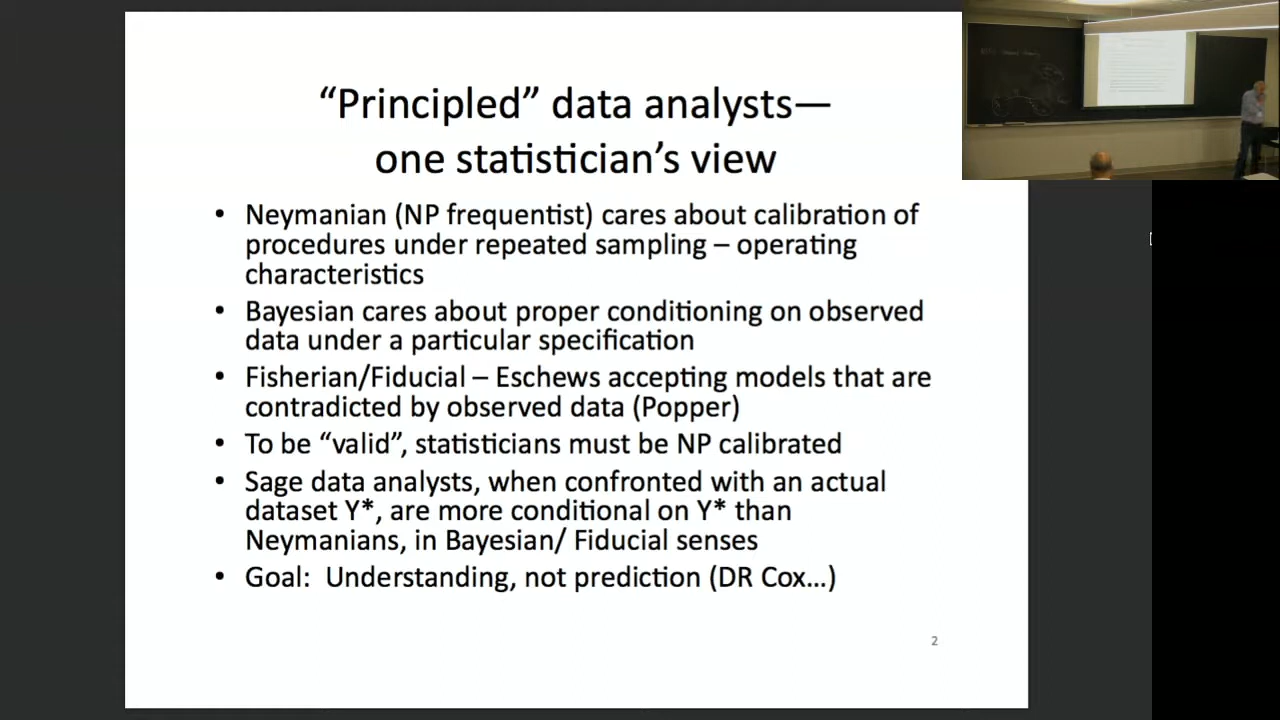 “Principled” data analysts—
one statistician’s view
• Neymanian (NP frequentist) cares about calibration of
procedures under repeated sampling – operating
characteristics
• Bayesian cares about proper conditioning on observed
data under a particular specification
• Fisherian/Fiducial – Eschews accepting models that are
contradicted by observed data (Popper)
• To be “valid”, statisticians must be NP calibrated
• Sage data analysts, when confronted with an actual
dataset Y*, are more conditional on Y* than
Neymanians, in Bayesian/ Fiducial senses
• Goal:  Understanding, not prediction (DR Cox…)
2